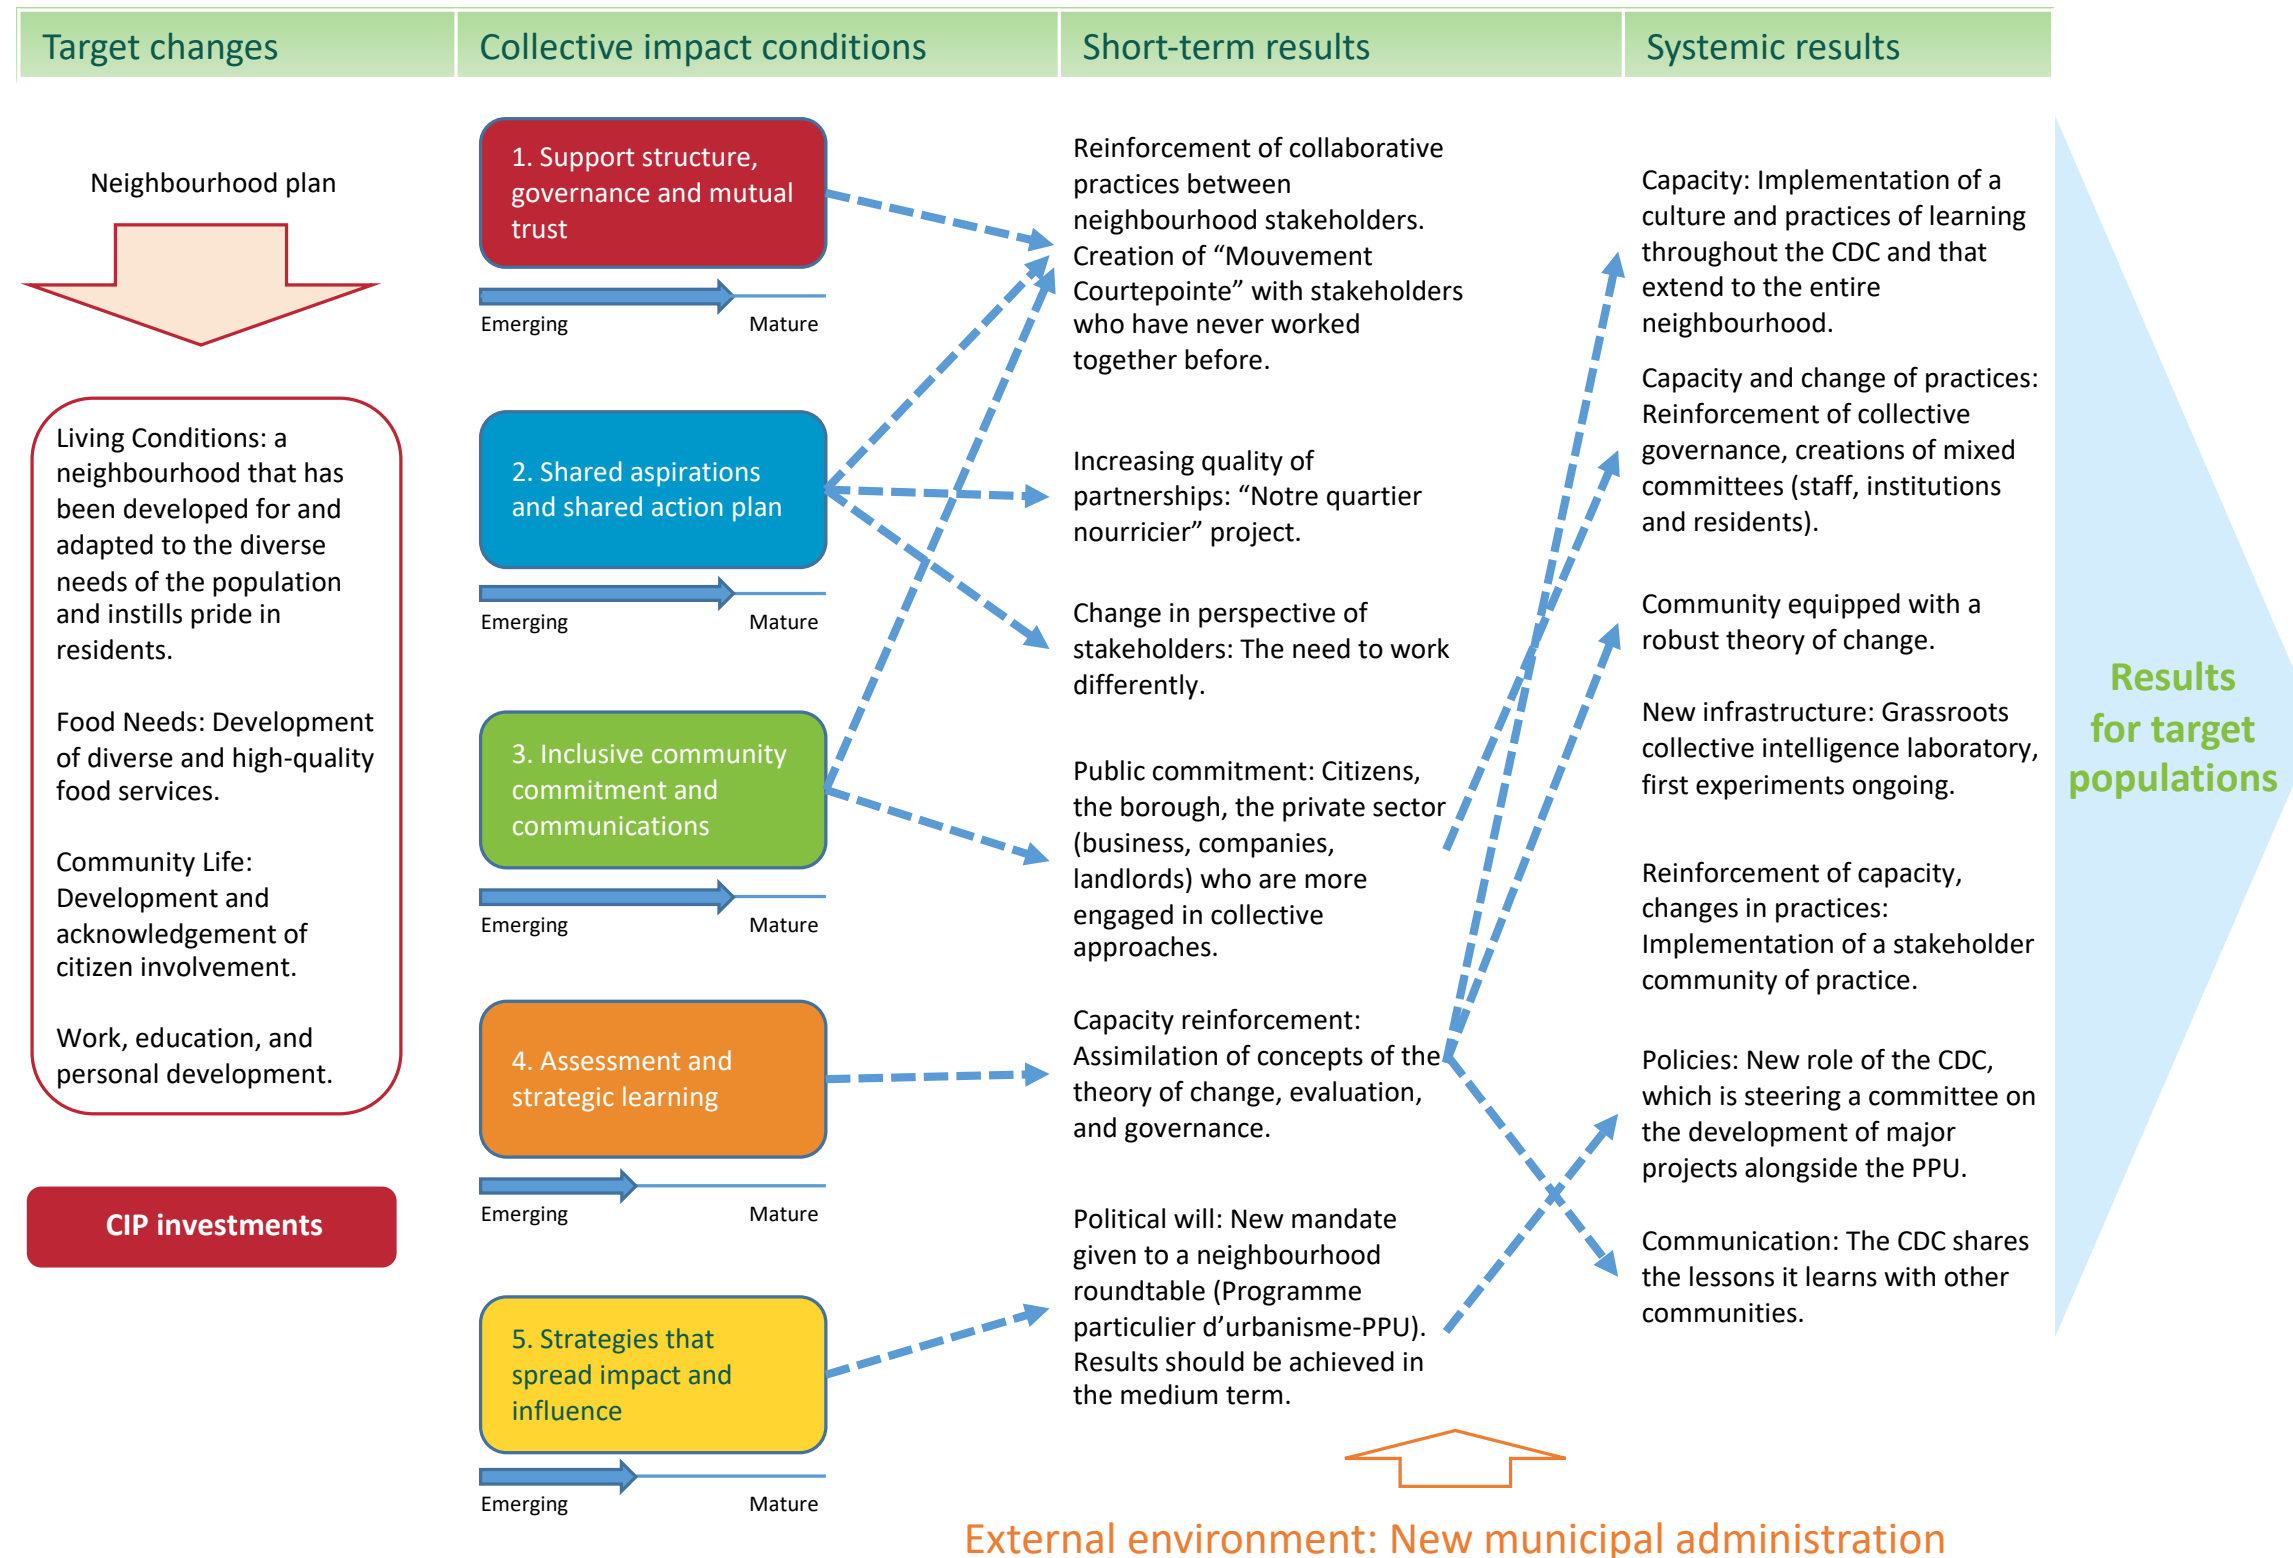 Target changes
Collective impact conditions
Short-term results
Systemic results
Neighbourhood plan
Living Conditions: a
neighbourhood that has
been developed for and
adapted to the diverse
needs of the population
and instills pride in
residents.
Food Needs: Development
of diverse and high-quality
food services.
Community Life:
Development and
acknowledgement of
citizen involvement.
Work, education, and
personal development.
CIP investments
1. Support structure,
governance and mutual
trust
Emerging
Mature
2. Shared aspirations
and shared action plan
Emerging
Mature
3. Inclusive community
commitment and
communications
Emerging
Mature
4. Assessment and
strategic learning
Emerging
Mature
5. Strategies that
spread impact and
influence
Emerging
Mature
Reinforcement of collaborative
practices between
neighbourhood stakeholders.
Creation of “Mouvement
Courtepointe” with stakeholders
who have never worked
together before.
Increasing quality of
partnerships: “Notre quartier
nourricier” project.
Change in perspective of
stakeholders: The need to work
differently.
Public commitment: Citizens,
the borough, the private sector
(business, companies,
landlords) who are more
engaged in collective
approaches.
Capacity reinforcement:
Assimilation of concepts of the
theory of change, evaluation,
and governance.
Political will: New mandate
given to a neighbourhood
roundtable (Programme
particulier d’urbanisme-PPU).
Results should be achieved in
the medium term.
Capacity: Implementation of a
culture and practices of learning
throughout the CDC and that
extend to the entire
neighbourhood.
Capacity and change of practices:
Reinforcement of collective
governance, creations of mixed
committees (staff, institutions
and residents).
Community equipped with a
robust theory of change.
New infrastructure: Grassroots
collective intelligence laboratory,
first experiments ongoing.
Reinforcement of capacity,
changes in practices:
Implementation of a stakeholder
community of practice.
Policies: New role of the CDC,
which is steering a committee on
the development of major
projects alongside the PPU.
Communication: The CDC shares
the lessons it learns with other
communities.
Results
for target
populations
External environment: New municipal administration